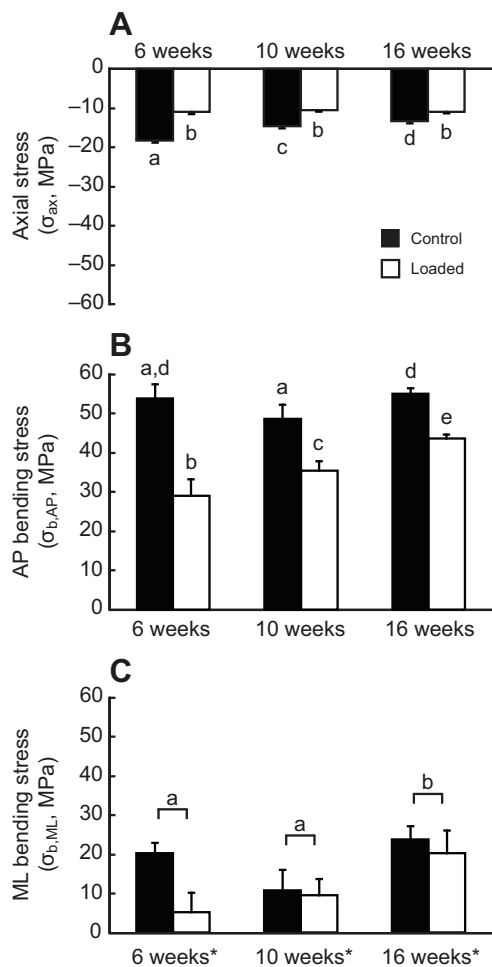 A
6 weeks 10 weeks 16 weeks
0
–10
–20
–30
–40
–50
–60
Axial stress
(σax, MPa)
a b c b d b
Control
Loaded
B
60
50
40
30
20
10
0
AP bending stress
(σb,AP, MPa)
a,d b a c d e
6 weeks 10 weeks 16 weeks
C
60
50
40
30
20
10
0
ML bending stress
(σb,ML, MPa)
a a b
6 weeks* 10 weeks* 16 weeks*